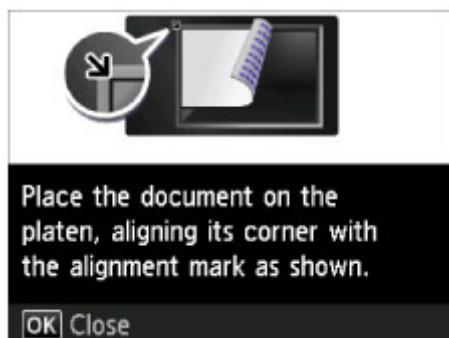 Place the document on the
platen, aligning its corner with
the alignment mark as shown.
OK Close